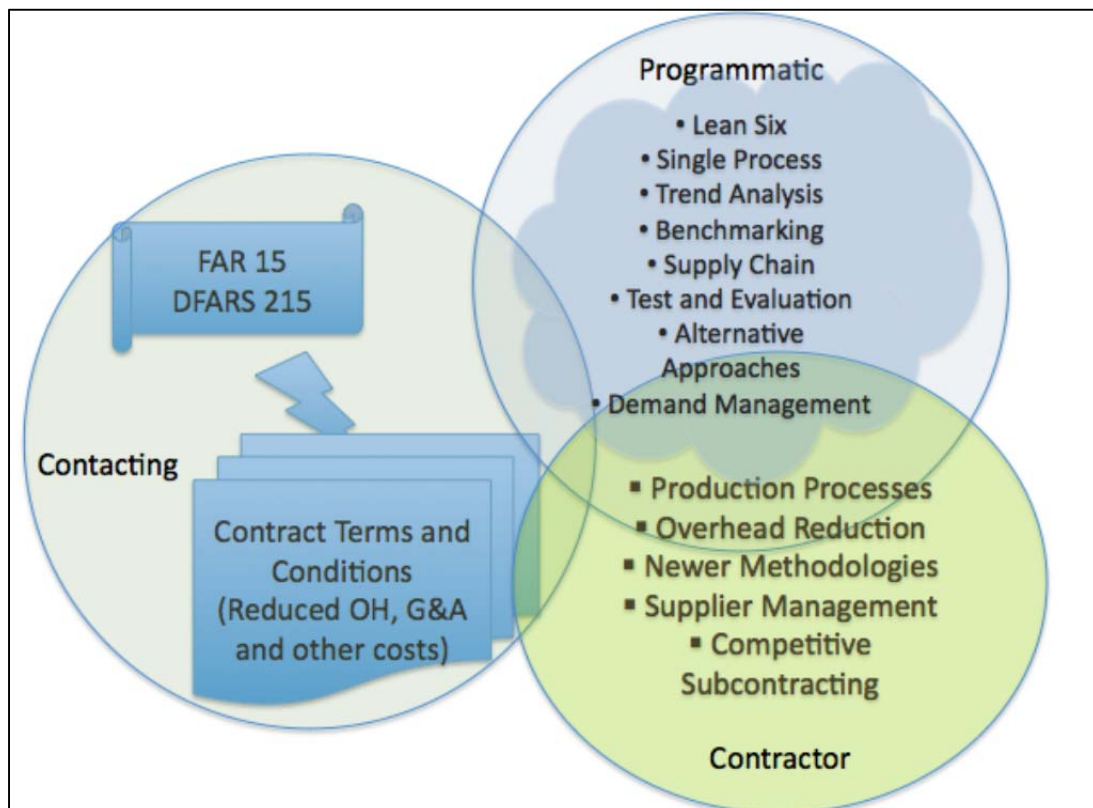 Programmatic
• Lean Six
• Single Process
• Trend Analysis
• Benchmarking
• Supply Chain
• Test and Evaluation
• Alternative
Approaches
• Demand Management
FAR 15
DFARS 215
Contacting
Contract Terms and
Conditions
(Reduced OH, G&A
and other costs)
▪ Production Processes
▪ Overhead Reduction
▪ Newer Methodologies
▪ Supplier Management
▪ Competitive
Subcontracting
Contractor